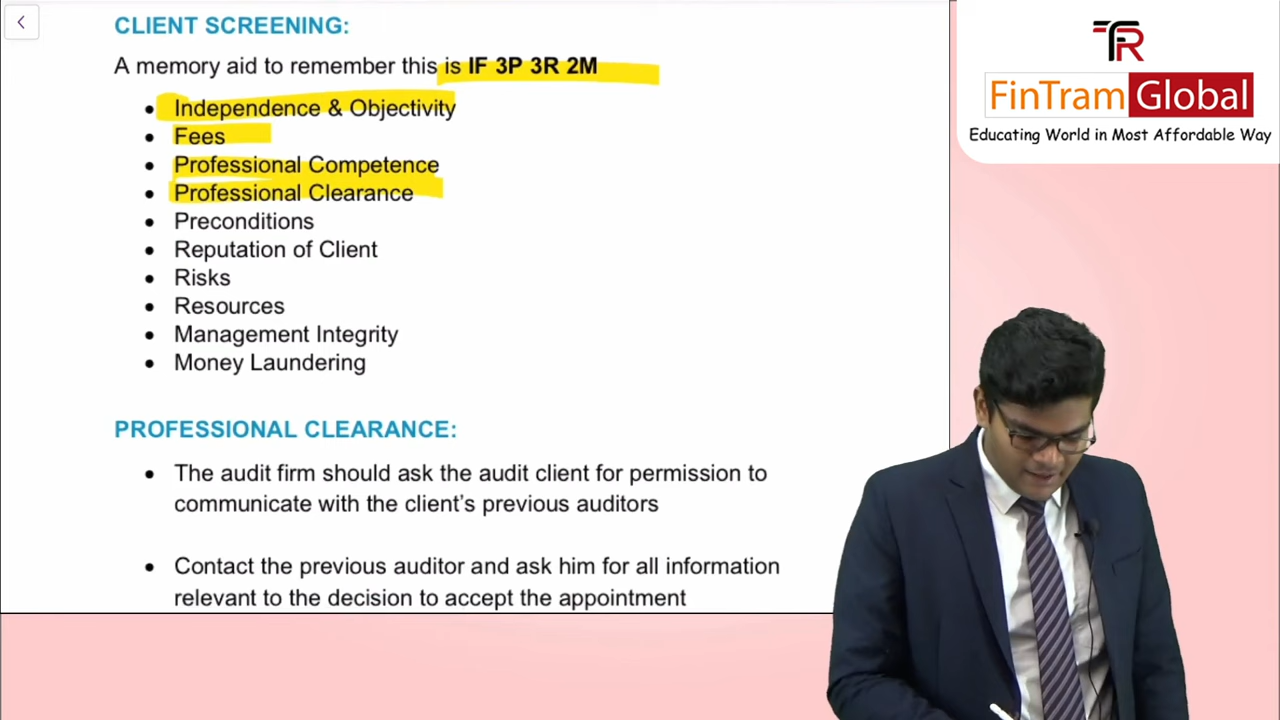 CLIENT SCREENING:
A memory aid to remember this is IF 3P 3R 2M
• Independence & Objectivity
• Fees
• Professional Competence
• Professional Clearance
• Preconditions
• Reputation of Client
• Risks
• Resources
• Management Integrity
• Money Laundering
PROFESSIONAL CLEARANCE:
• The audit firm should ask the audit client for permission to
communicate with the client's previous auditors
• Contact the previous auditor and ask him for all information
relevant to the decision to accept the appointment
FinTram Global
Educating World in Most Affordable Way